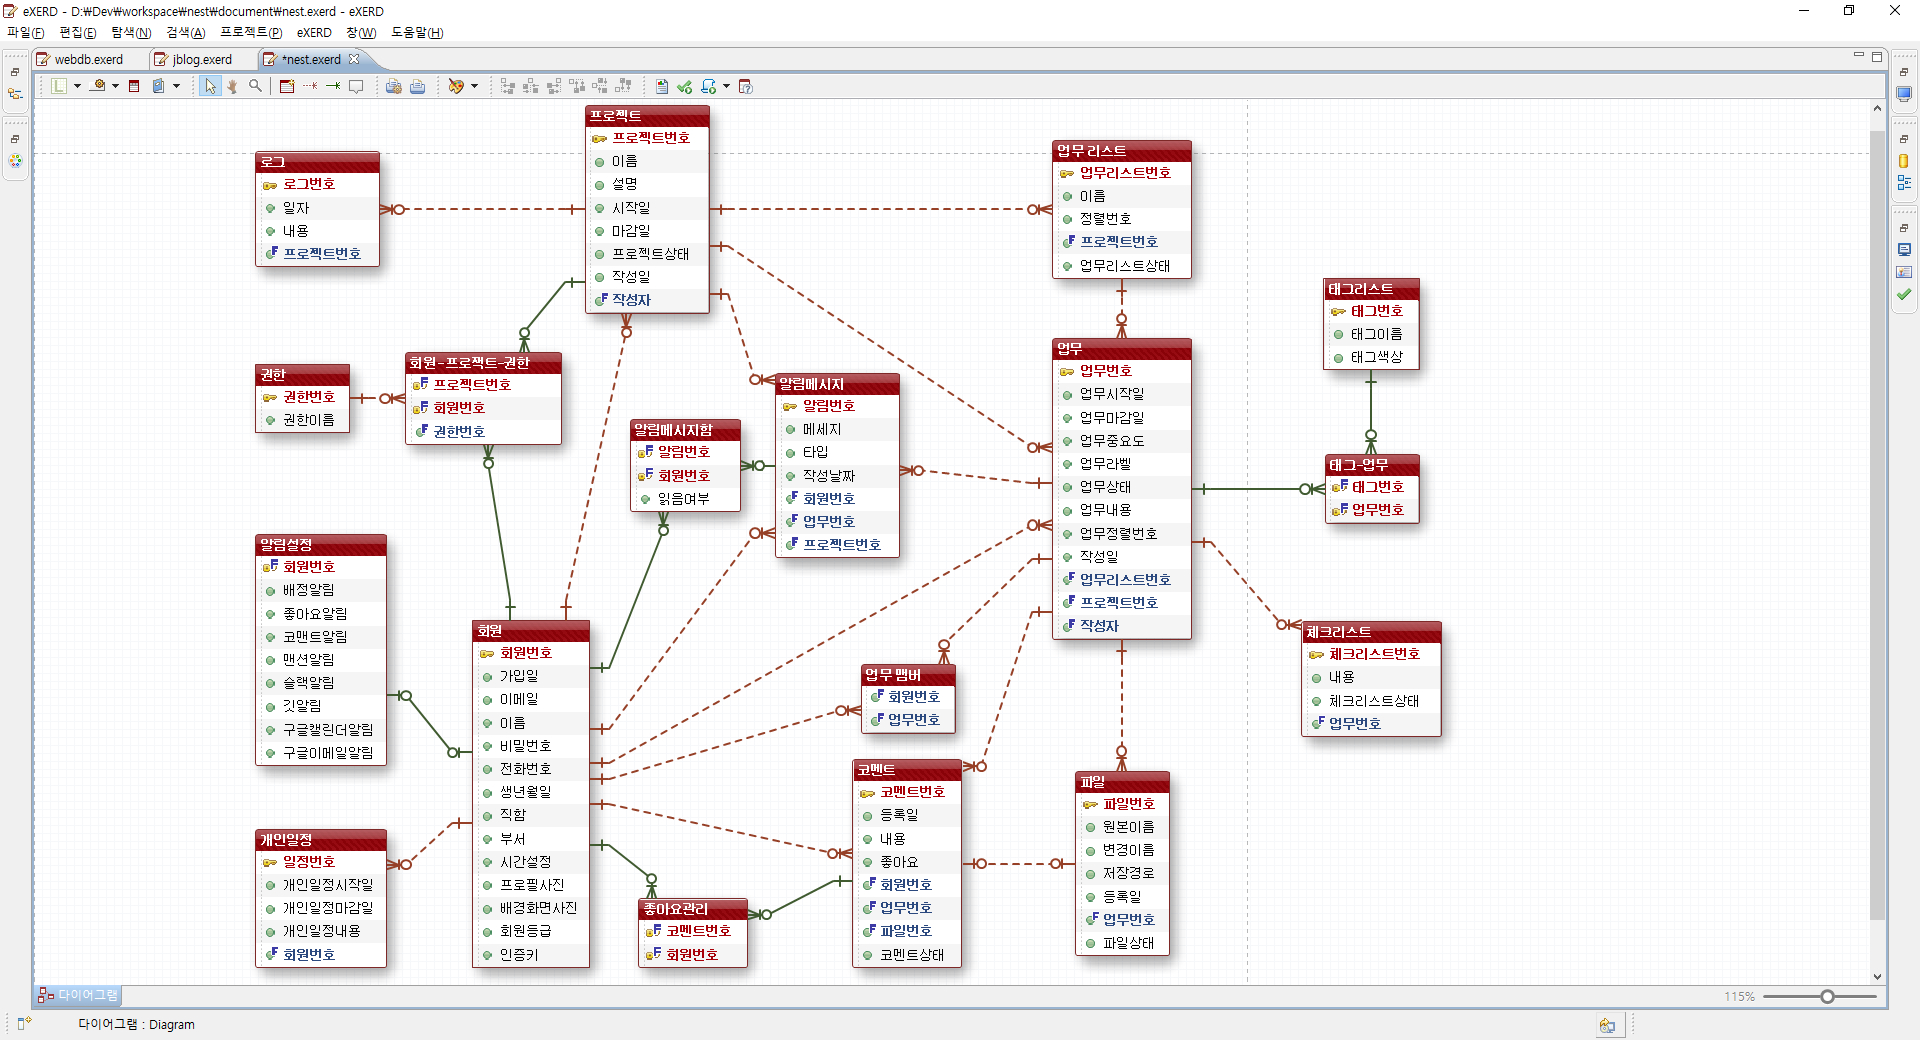 eXERD - D:₩Dev₩workspace₩nest₩document₩nest.exerd - eXERD
파일(F) 편집(E) 탐색(N) 검색(A) 프로젝트(P) eXERD 창(W) 도움말(H)
webdb.exerd
jblog.exerd
*nest.exerd
프로젝트
프로젝트번호
이름
설명
시작일
마감일
프로젝트상태
작성일
작성자
로그
로그번호
일자
내용
프로젝트번호
업무 리스트
업무리스트번호
이름
정렬번호
프로젝트번호
업무리스트상태
태그리스트
태그번호
태그이름
태그색상
권한
권한번호
권한이름
회원-프로잭트-권한
프로젝트번호
회원번호
권한번호
알림메시지
알림번호
메세지
타입
작성날짜
회원번호
업무번호
프로젝트번호
알림메시지함
알림번호
회원번호
읽음여부
업무
업무번호
업무시작일
업무마감일
업무중요도
업무라벨
업무상태
업무내용
업무정렬번호
작성일
업무리스트번호
프로젝트번호
작성자
태그-업무
태그번호
업무번호
알림설정
회원번호
배정알림
좋아요알림
코맨트알림
맨션알림
슬랙알림
깃알림
구글캘린더알림
구글이메일알림
회원
회원번호
가입일
이메일
이름
비밀번호
전화번호
생년월일
직함
부서
시간설정
프로필사진
배경화면사진
회원등급
인증키
업무 맴버
회원번호
업무번호
체크리스트
체크리스트번호
내용
체크리스트상태
업무번호
코멘트
코멘트번호
등록일
내용
좋아요
회원번호
업무번호
파일번호
코멘트상태
파일
파일번호
원본이름
변경이름
저장경로
등록일
업무번호
파일상태
개인일정
일정번호
개인일정시작일
개인일정마감일
개인일정내용
회원번호
좋아요관리
코멘트번호
회원번호
다이어그램
115%
다이어그램 : Diagram